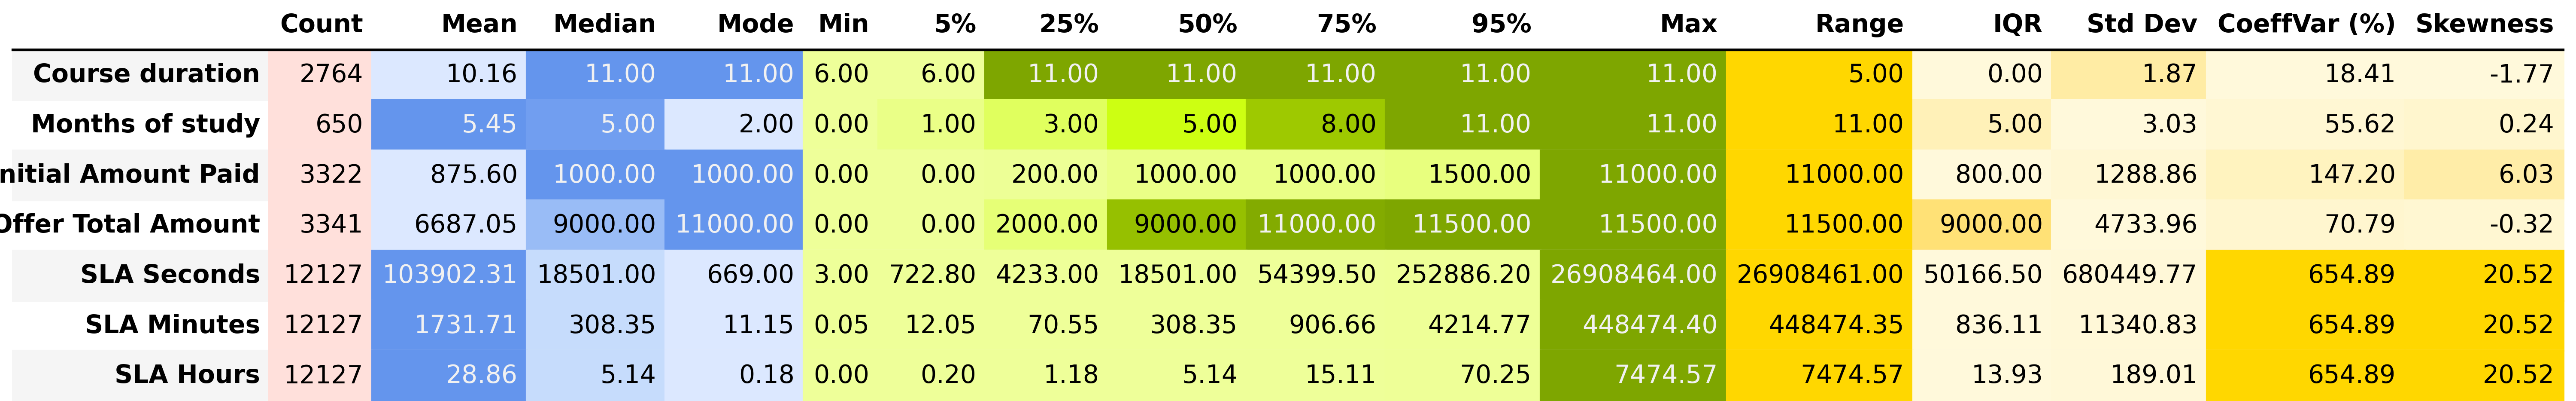 Count Mean Median Mode Min 5% 25% 50% 75% 95% Max Range IQR Std Dev CoeffVar (%) Skewness
Course duration 2764 10.16 11.00 11.00 6.00 6.00 11.00 11.00 11.00 11.00 11.00 5.00 0.00 1.87 18.41 -1.77
Months of study 650 5.45 5.00 2.00 0.00 1.00 3.00 5.00 8.00 11.00 11.00 11.00 5.00 3.03 55.62 0.24
nitial Amount Paid 3322 875.60 1000.00 1000.00 0.00 0.00 200.00 1000.00 1000.00 1500.00 11000.00 11000.00 800.00 1288.86 147.20 6.03
Offer Total Amount 3341 6687.05 9000.00 11000.00 0.00 0.00 2000.00 9000.00 11000.00 11500.00 11500.00 11500.00 9000.00 4733.96 70.79 -0.32
SLA Seconds 12127 103902.31 18501.00 669.00 3.00 722.80 4233.00 18501.00 54399.50 252886.20 26908464.00 26908461.00 50166.50 680449.77 654.89 20.52
SLA Minutes 12127 1731.71 308.35 11.15 0.05 12.05 70.55 308.35 906.66 4214.77 448474.40 448474.35 836.11 11340.83 654.89 20.52
SLA Hours 12127 28.86 5.14 0.18 0.00 0.20 1.18 5.14 15.11 70.25 7474.57 7474.57 13.93 189.01 654.89 20.52